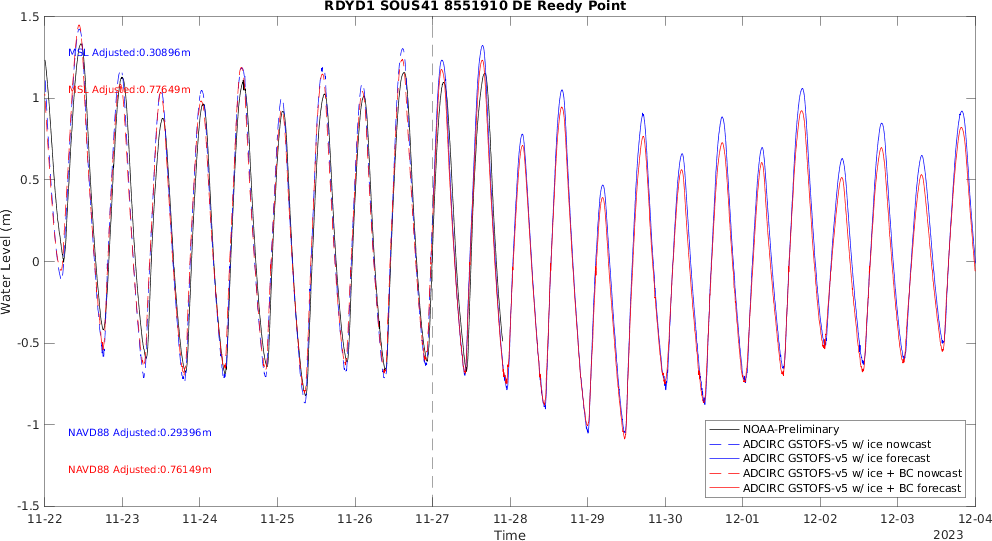 RDYD1 SOUS41 8551910 DE Reedy Point
1.5
MSL Adjusted:0.30896m
MSL Adjusted:0.77649m
1
0.5
0
Water Level (m)
-0.5
-1
NAVD88 Adjusted:0.29396m
NAVD88 Adjusted:0.76149m
-1.5
NOAA-Preliminary
ADCIRC GSTOFS-v5 w/ ice nowcast
ADCIRC GSTOFS-v5 w/ ice forecast
ADCIRC GSTOFS-v5 w/ ice + BC nowcast
ADCIRC GSTOFS-v5 w/ ice + BC forecast
11-22 11-23 11-24 11-25 11-26 11-27 11-28 11-29 11-30 12-01 12-02 12-03 12-04
Time
2023